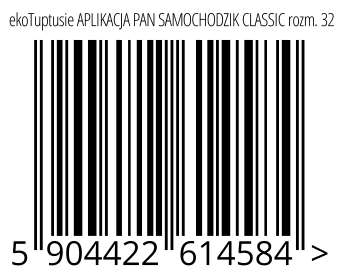 ekoTuptusie APLIKACJA PAN SAMOCHODZIK CLASSIC rozm. 32
5 904422 614584 >